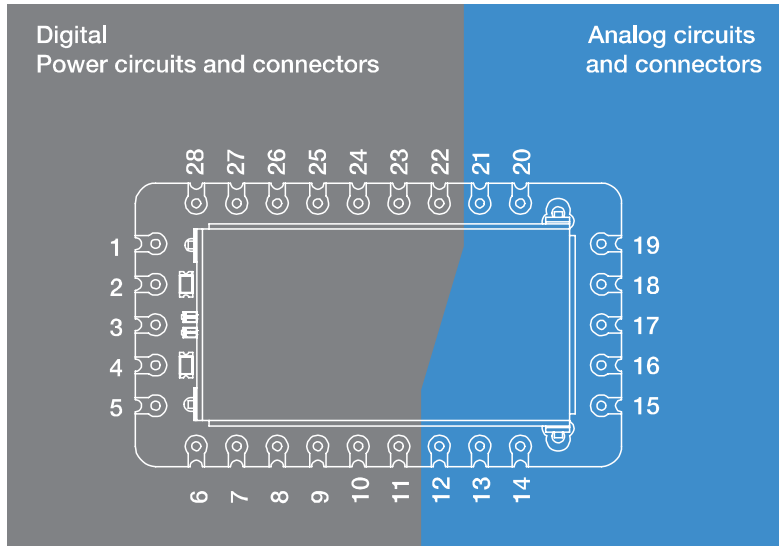 Digital
Power circuits and connectors
Analog circuits
and connectors
28 27 26 25 24 23 22 21 20
1
2
3
4
5
19
18
17
16
15
6 7 8 9 10 11 12 13 14